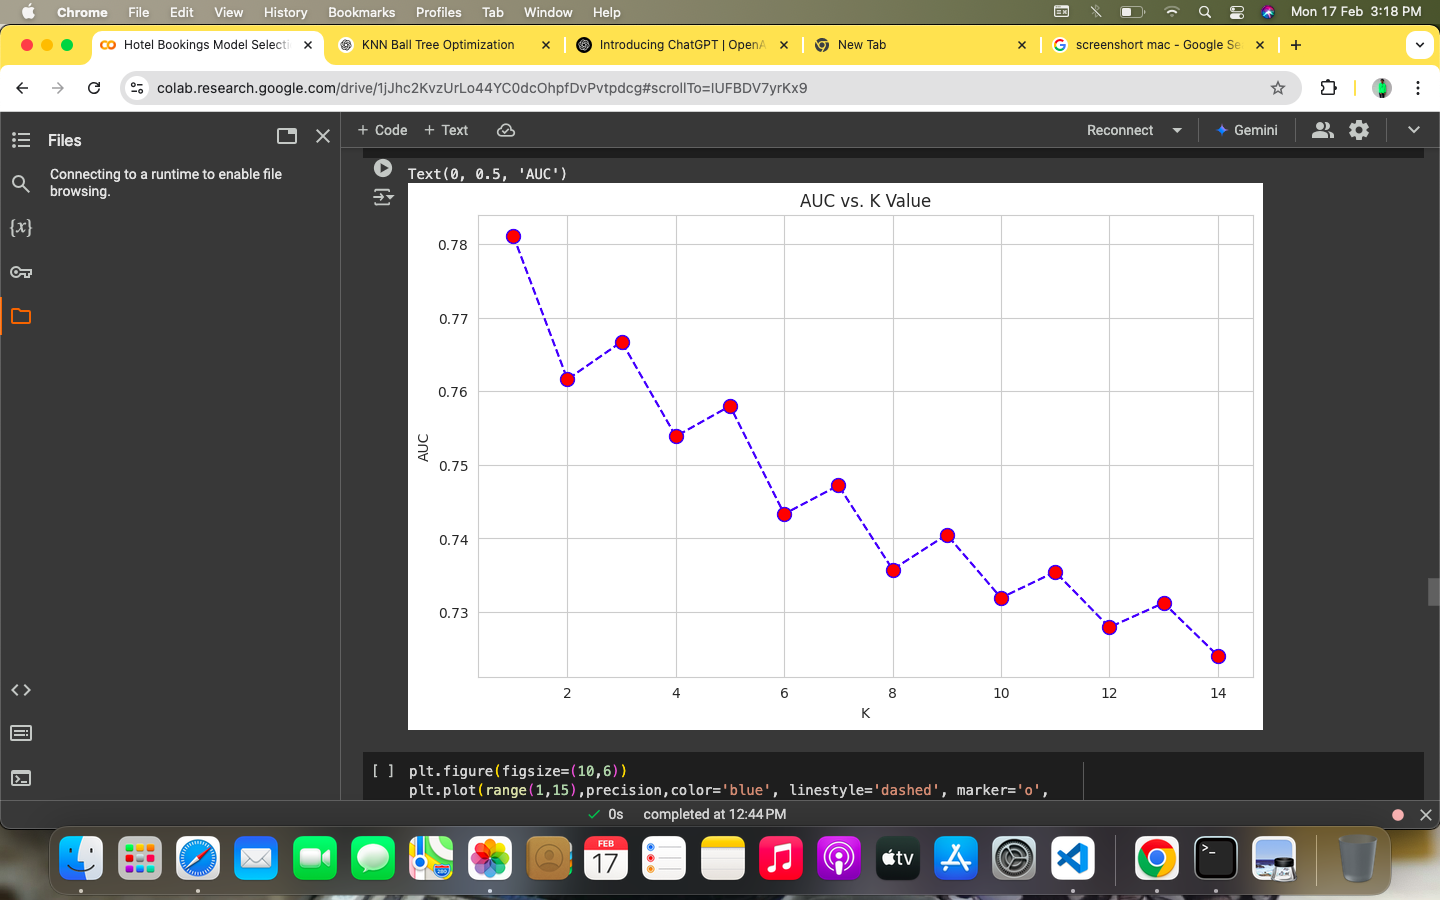 Chrome File Edit View History Bookmarks Profiles Tab Window Help Mon 17 Feb 3:18 PM
Hotel Bookings Model Selecti KNN Ball Tree Optimization Introducing ChatGPT | OpenA New Tab screenshort mac - Google Se
colab.research.google.com/drive/1jJhc2KvzUrLo44YC0dcOhpfDvPvtpdcg#scrollTo=IUFBDV7yrKx9
Files
+ Code + Text Reconnect Gemini
Connecting to a runtime to enable file
browsing.
{x}
Text(0, 0.5, 'AUC')
AUC vs. K Value
0.78
0.77
0.76
0.75
0.74
0.73
AUC
2 4 6 8 10 12 14
K
[ ] plt.figure(figsize=(10,6))
plt.plot(range(1,15),precision,color='blue', linestyle='dashed', marker='o',
0s completed at 12:44 PM
FEB
17
tv
280
>_